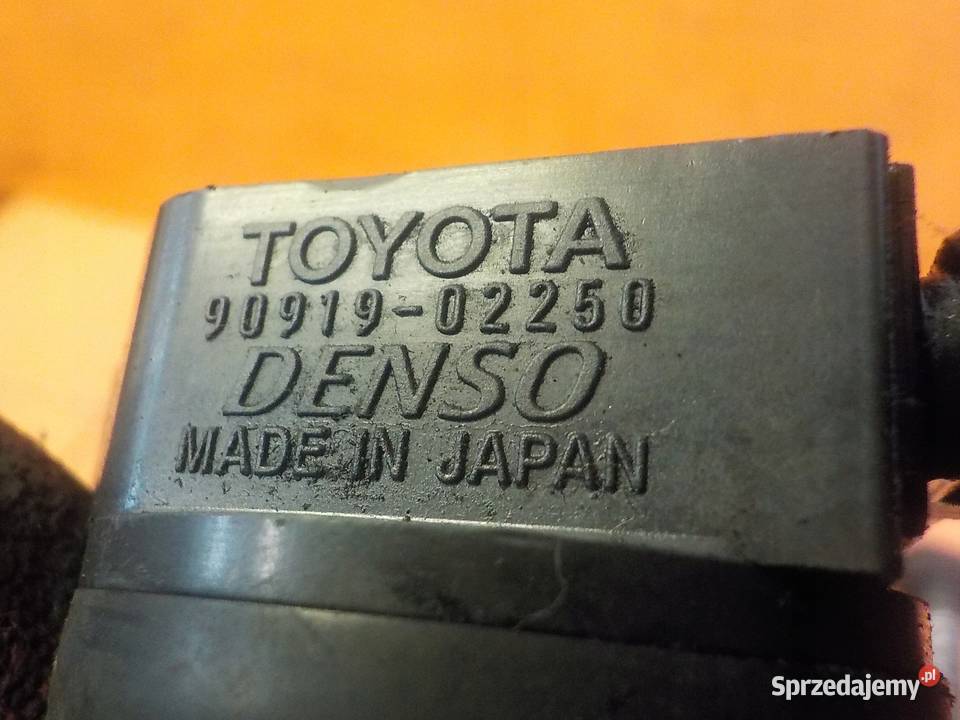 TOYOTA
90919-02250
DENSO
MADE IN JAPAN
Sprzedajemy.pl